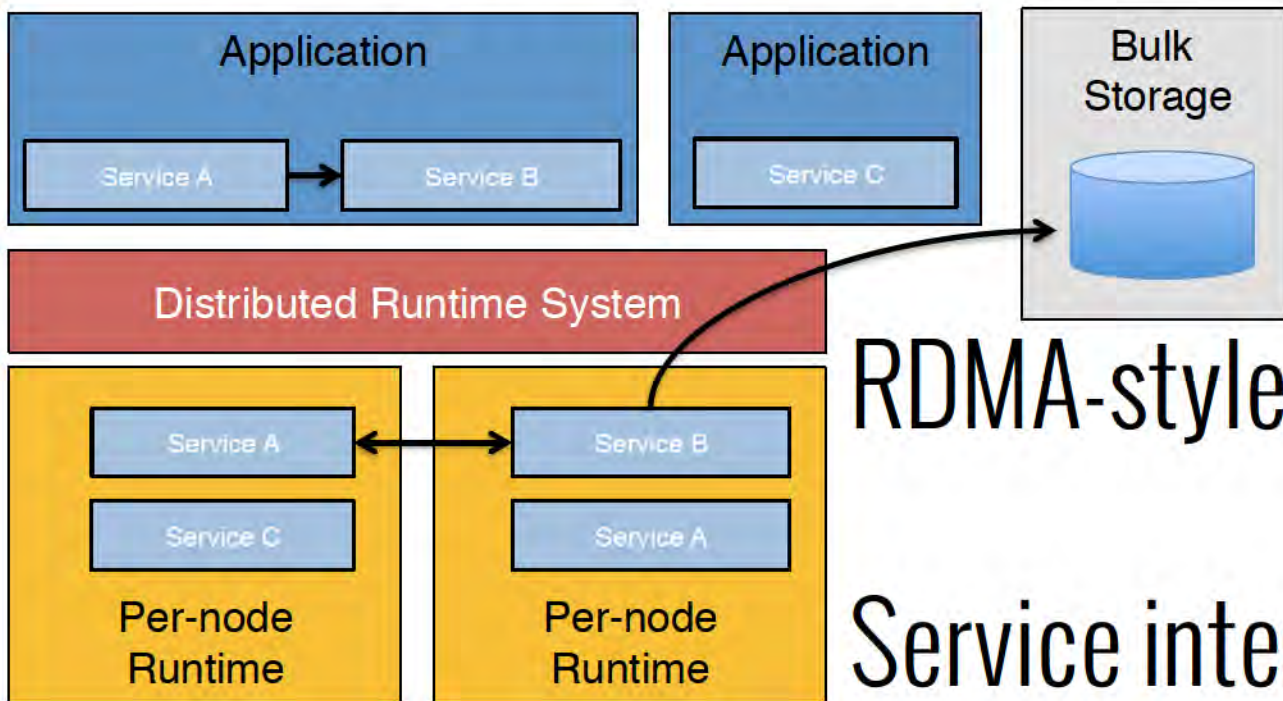 Application
Service A
Service B
Application
Service C
Bulk
Storage
Distributed Runtime System
Service A
Service C
Per-node
Runtime
Service B
Service A
Per-node
Runtime
RDMA-style
Service inte